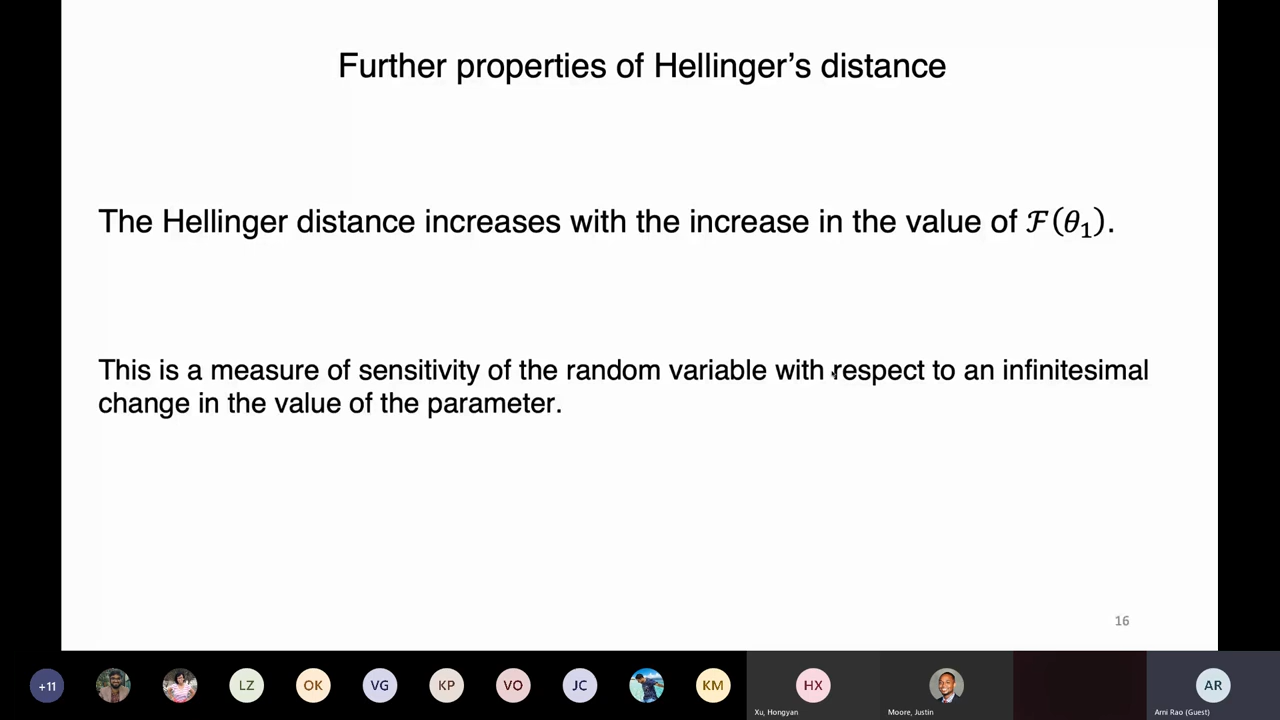 Further properties of Hellinger's distance
The Hellinger distance increases with the increase in the value of ℱ(θ₁).
This is a measure of sensitivity of the random variable with respect to an infinitesimal
change in the value of the parameter.
16
+11
LZ
OK
VG
KP
VO
JC
KM
HX
AR
Xu, Hongyan
Moore, Justin
Arni Rao (Guest)